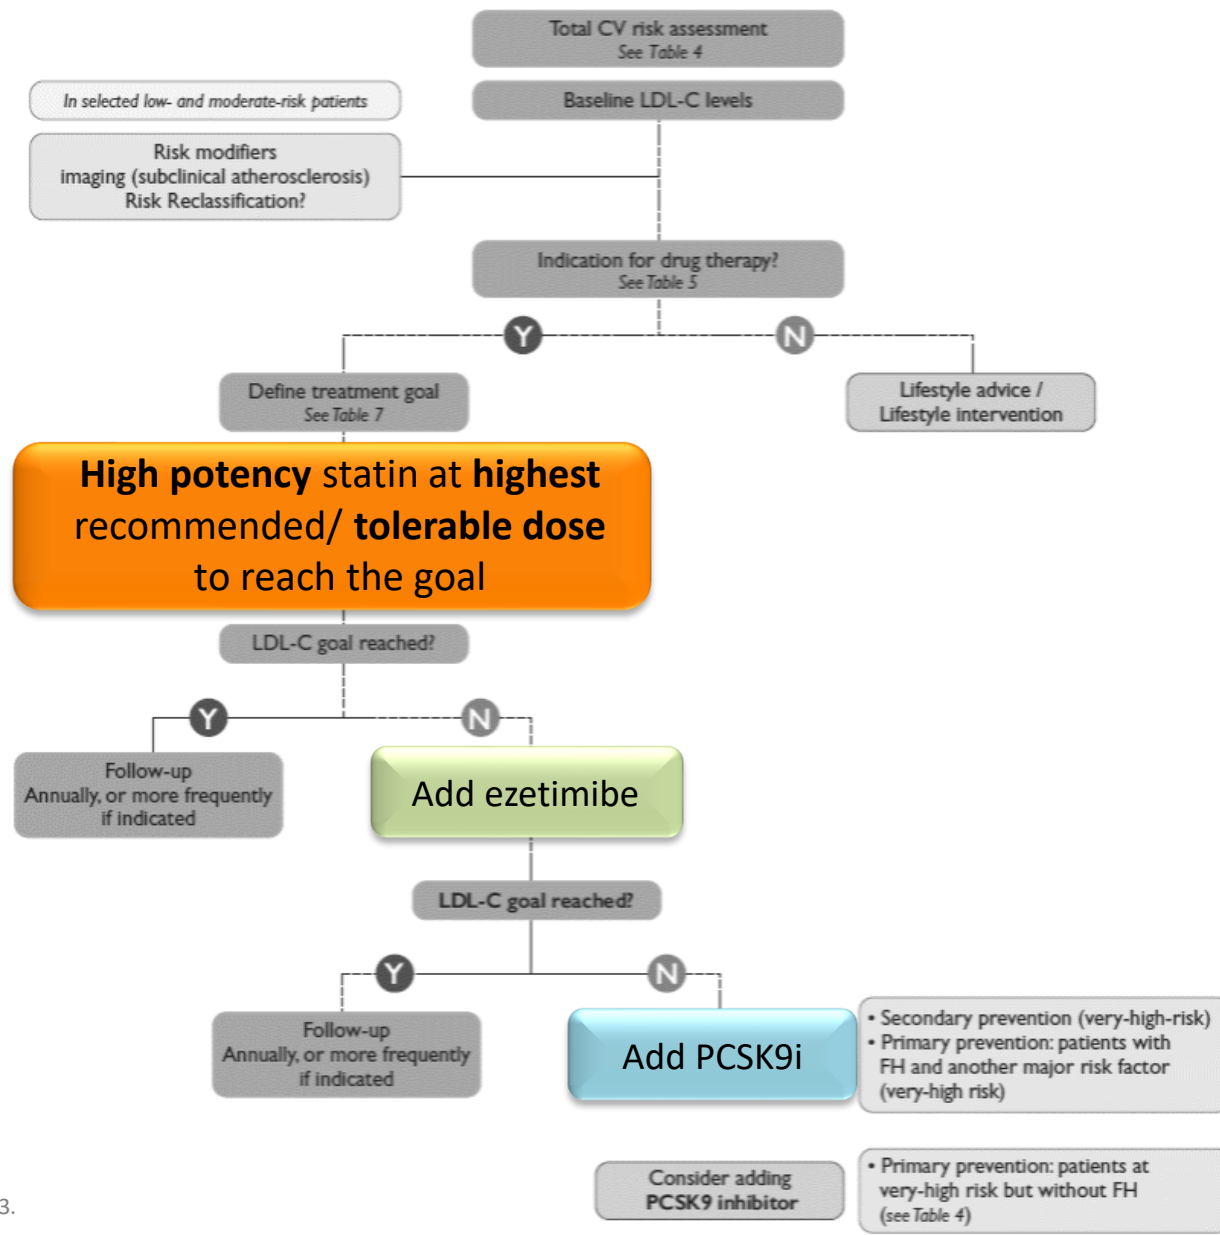 Total CV risk assessment
See Table 4
In selected low- and moderate-risk patients
Baseline LDL-C levels
Risk modifiers
imaging (subclinical atherosclerosis)
Risk Reclassification?
Indication for drug therapy?
See Table 5
Y
N
Define treatment goal
See Table 7
Lifestyle advice /
Lifestyle intervention
High potency statin at highest
recommended/ tolerable dose
to reach the goal
LDL-C goal reached?
Y
N
Follow-up
Annually, or more frequently
if indicated
Add ezetimibe
LDL-C goal reached?
Y
N
Follow-up
Annually, or more frequently
if indicated
Add PCSK9i
• Secondary prevention (very-high-risk)
• Primary prevention: patients with
FH and another major risk factor
(very-high risk)
Consider adding
PCSK9 inhibitor
• Primary prevention: patients at
very-high risk but without FH
(see Table 4)
3.